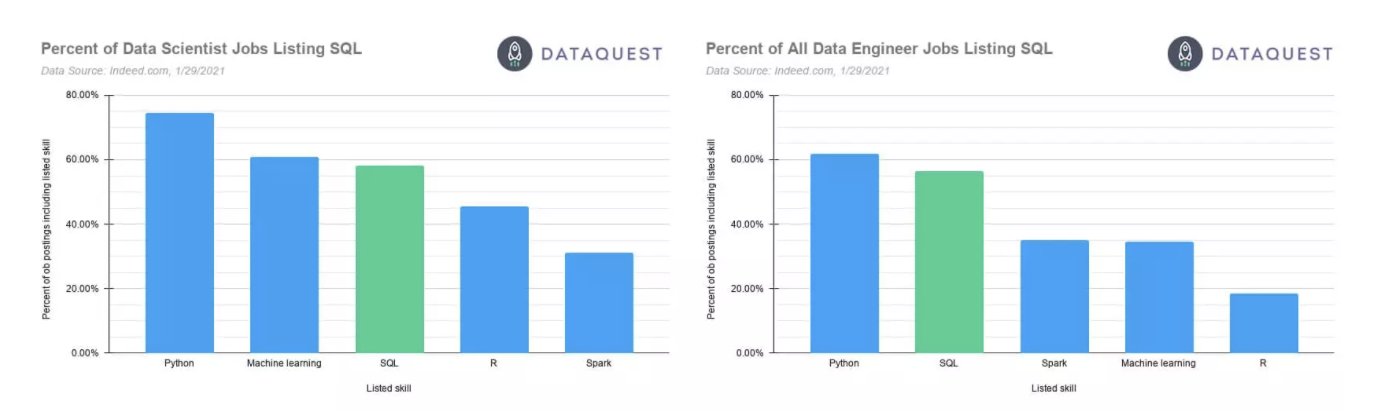 Percent of Data Scientist Jobs Listing SQL
DATAQUEST
Data Source: Indeed.com, 1/29/2021
80.00%
60.00%
40.00%
20.00%
0.00%
Percent of ob postings including listed skill
Python
Machine learning
SQL
R
Spark
Listed skill
Percent of All Data Engineer Jobs Listing SQL
DATAQUEST
Data Source: Indeed.com, 1/29/2021
80.00%
60.00%
40.00%
20.00%
0.00%
Percent of ob postings including listed skill
Python
SQL
Spark
Machine learning
R
Listed skill